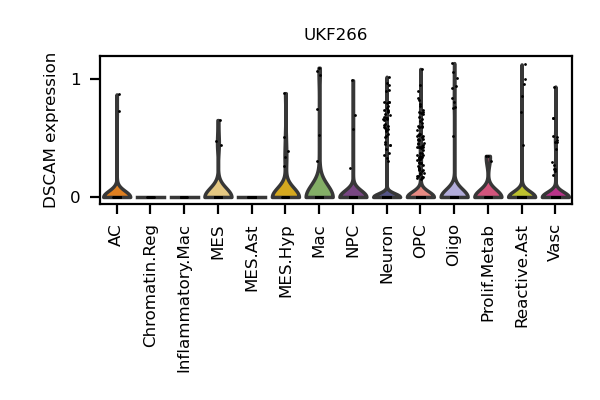 UKF266
DSCAM expression
1
0
AC
Chromatin.Reg
Inflammatory.Mac
MES
MES.Ast
MES.Hyp
Mac
NPC
Neuron
OPC
Oligo
Prolif.Metab
Reactive.Ast
Vasc